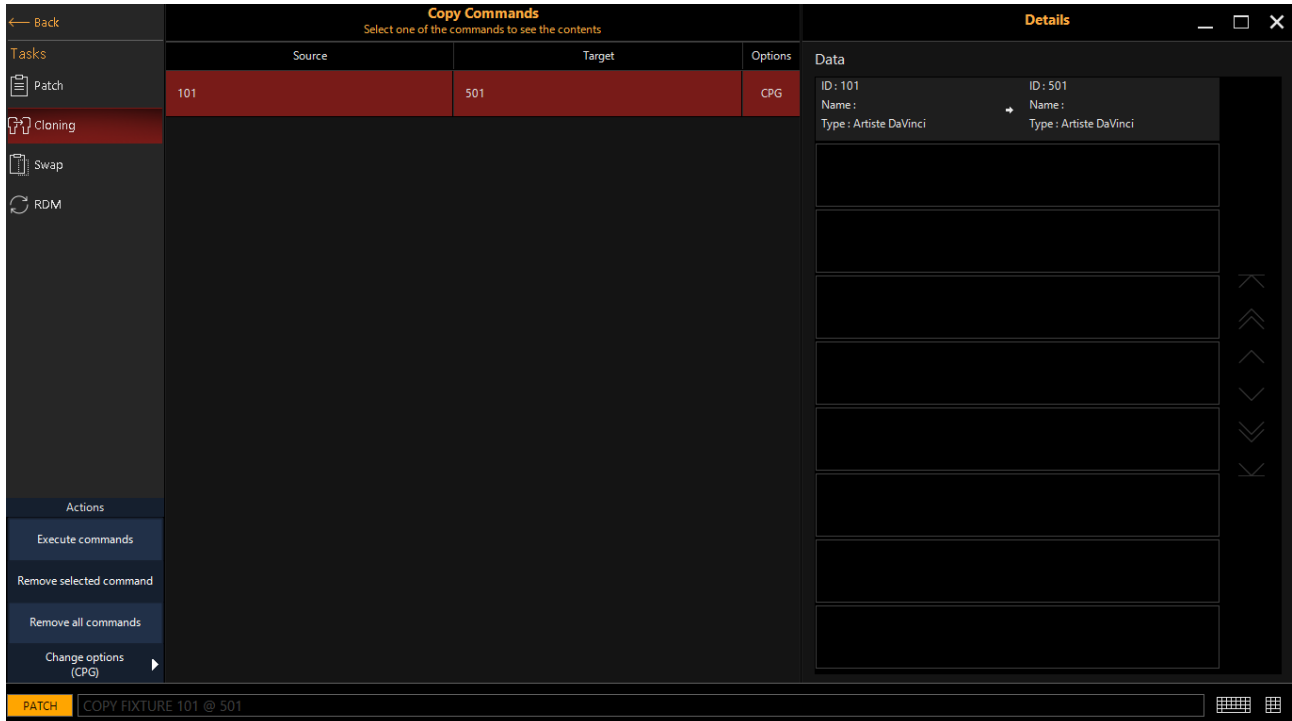 Back
Tasks
Patch
Cloning
Swap
RDM
Actions
Execute commands
Remove selected command
Remove all commands
Change options
(CPG)
Copy Commands
Select one of the commands to see the contents
Source Target Options
101 501 CPG
Details
Data
ID : 101 ID : 501
Name : Name :
Type : Artiste DaVinci Type : Artiste DaVinci
PATCH COPY FIXTURE 101 @ 501